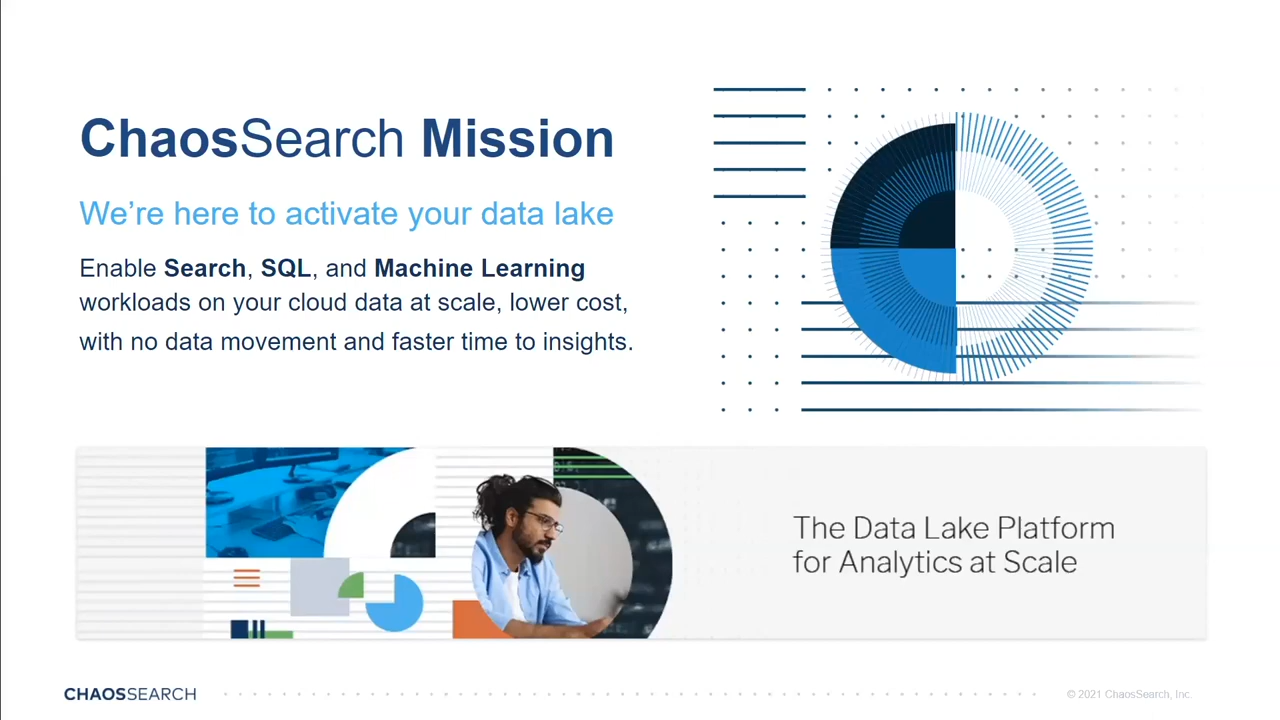 ChaosSearch Mission
We’re here to activate your data lake
Enable Search, SQL, and Machine Learning
workloads on your cloud data at scale, lower cost,
with no data movement and faster time to insights.
The Data Lake Platform
for Analytics at Scale
CHAOSSEARCH
© 2021 ChaosSearch, Inc.